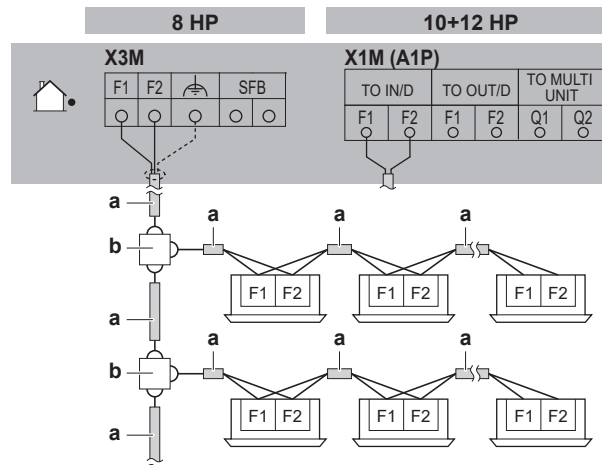 8 HP 10+12 HP
X3M X1M (A1P)
F1 F2 SFB
TO IN/D TO OUT/D TO MULTI UNIT
F1 F2 F1 F2 Q1 Q2
a
b a a a
F1 F2 F1 F2 F1 F2
a
b a a a
F1 F2 F1 F2 F1 F2
a